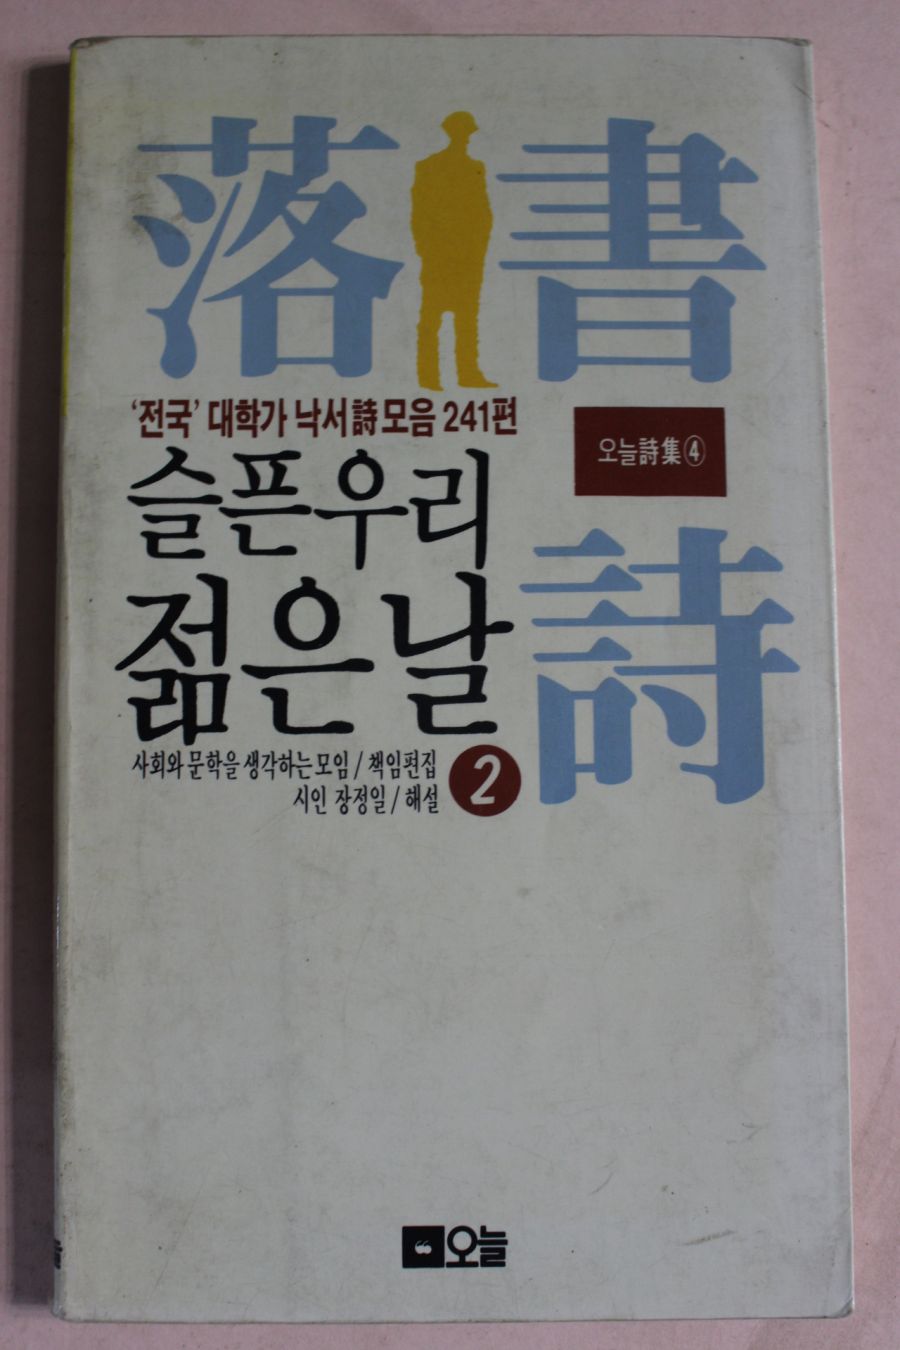 落書
'전국' 대학가 낙서詩 모음 241편
오늘詩集④
슬픈우리
젊은날
詩
사회와 문학을 생각하는 모임 / 책임편집
시인 장정일 / 해설
2
오늘
늘